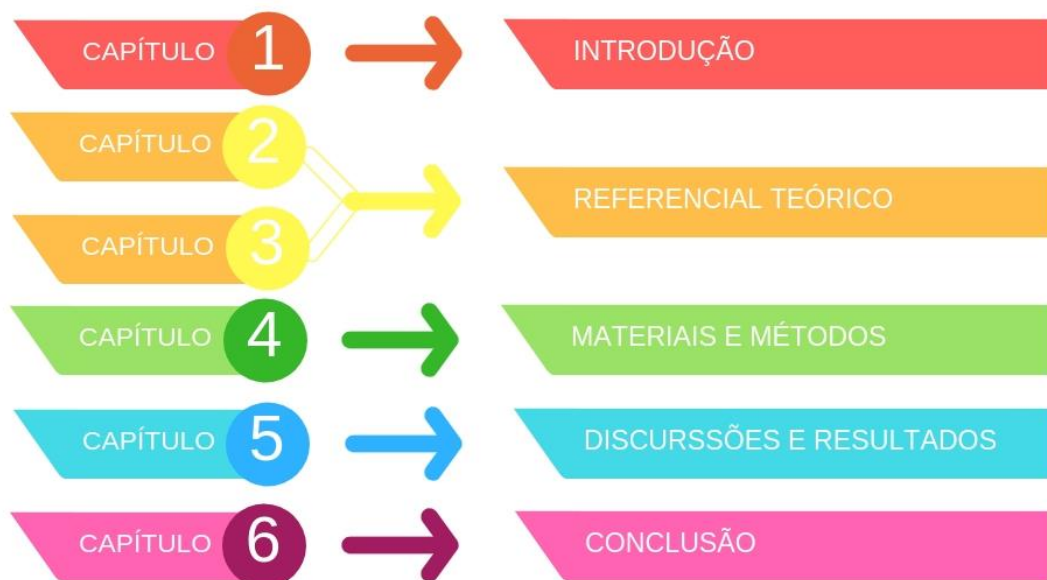 CAPÍTULO 1 INTRODUÇÃO
CAPÍTULO 2
REFERENCIAL TEÓRICO
CAPÍTULO 3
CAPÍTULO 4 MATERIAIS E MÉTODOS
CAPÍTULO 5 DISCURSSÕES E RESULTADOS
CAPÍTULO 6 CONCLUSÃO